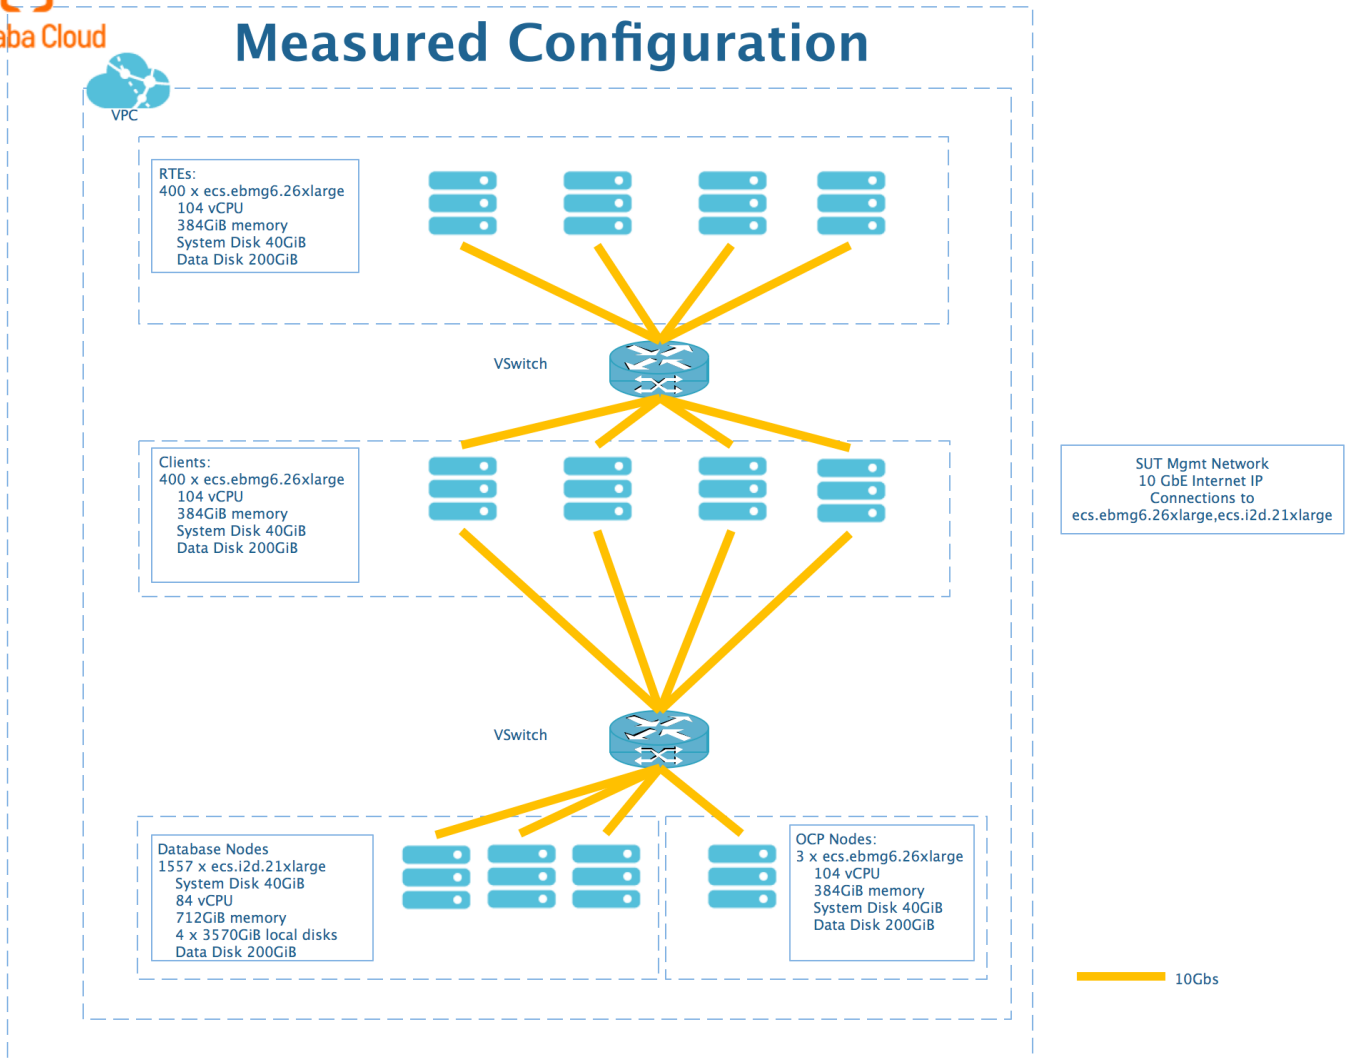 aba Cloud
Measured Configuration
VPC
RTEs:
400 x ecs.ebmg6.26xlarge
104 vCPU
384GiB memory
System Disk 40GiB
Data Disk 200GiB
VSwitch
Clients:
400 x ecs.ebmg6.26xlarge
104 vCPU
384GiB memory
System Disk 40GiB
Data Disk 200GiB
SUT Mgmt Network
10 GbE Internet IP
Connections to
ecs.ebmg6.26xlarge,ecs.i2d.21xlarge
VSwitch
Database Nodes
1557 x ecs.i2d.21xlarge
System Disk 40GiB
84 vCPU
712GiB memory
4 x 3570GiB local disks
Data Disk 200GiB
OCP Nodes:
3 x ecs.ebmg6.26xlarge
104 vCPU
384GiB memory
System Disk 40GiB
Data Disk 200GiB
10Gbs